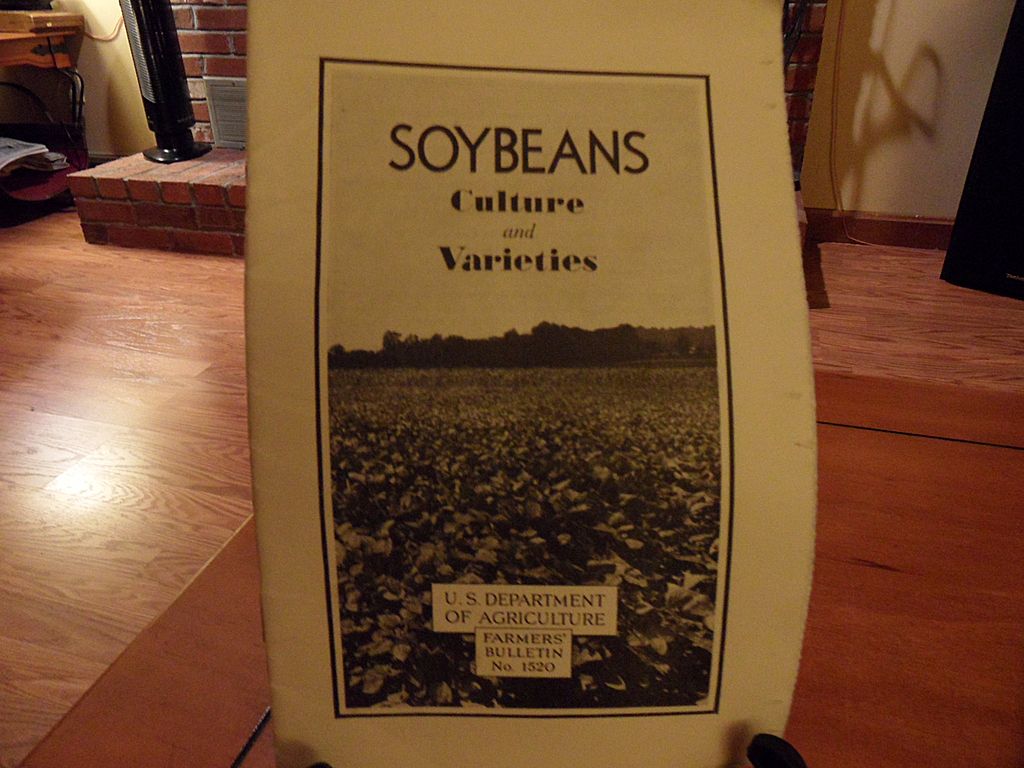 SOYBEANS
Culture
and
Varieties
U. S. DEPARTMENT
OF AGRICULTURE
FARMERS'
BULLETIN
No. 1520